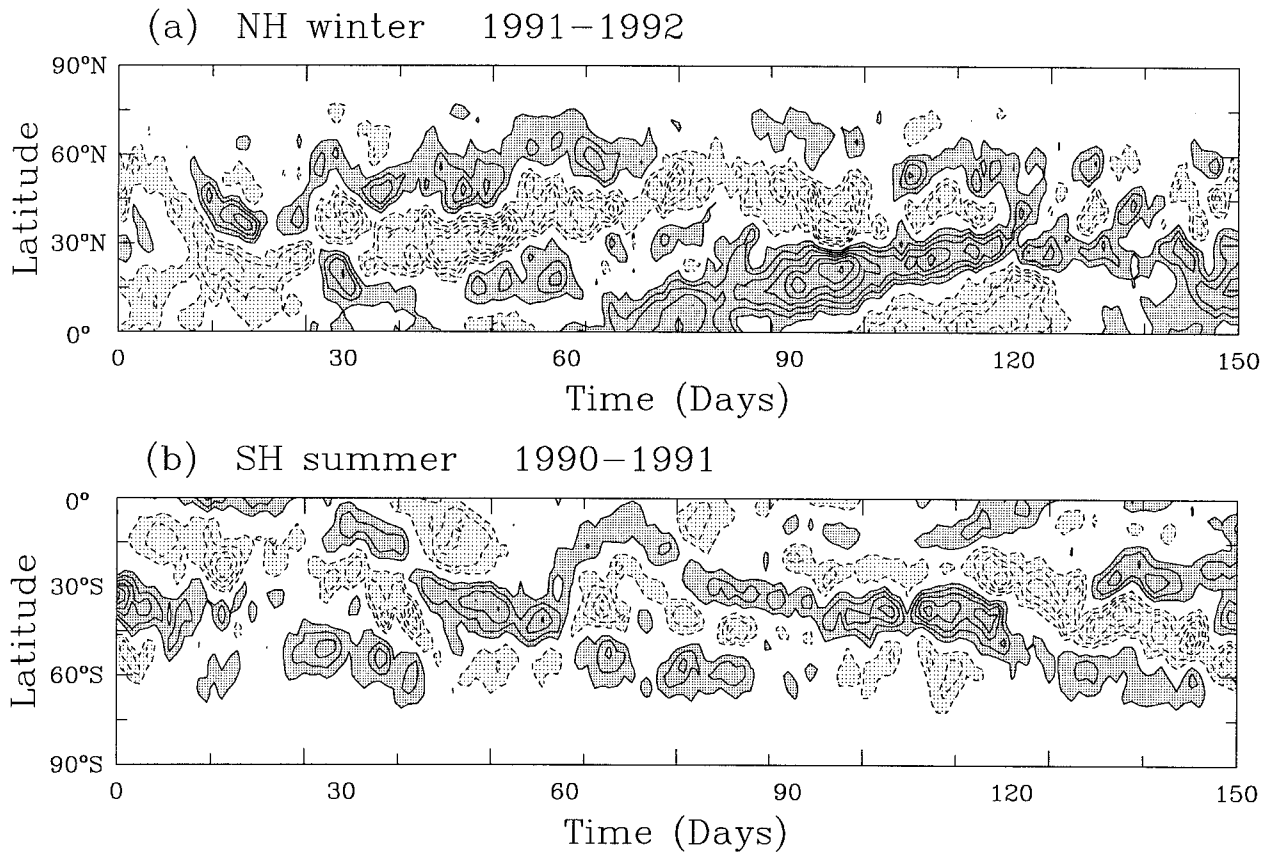 (a) NH winter 1991−1992
90°N
60°N
30°N
0°
Latitude
0 30 60 90 120 150
Time (Days)
(b) SH summer 1990−1991
0°
30°S
60°S
90°S
Latitude
0 30 60 90 120 150
Time (Days)